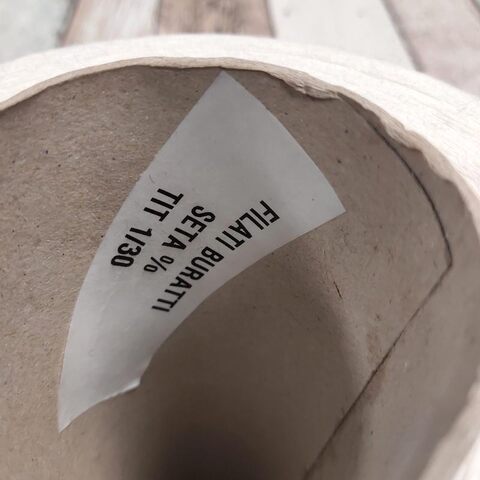 FILATI BURATTI
SETA %
TIT 1/30